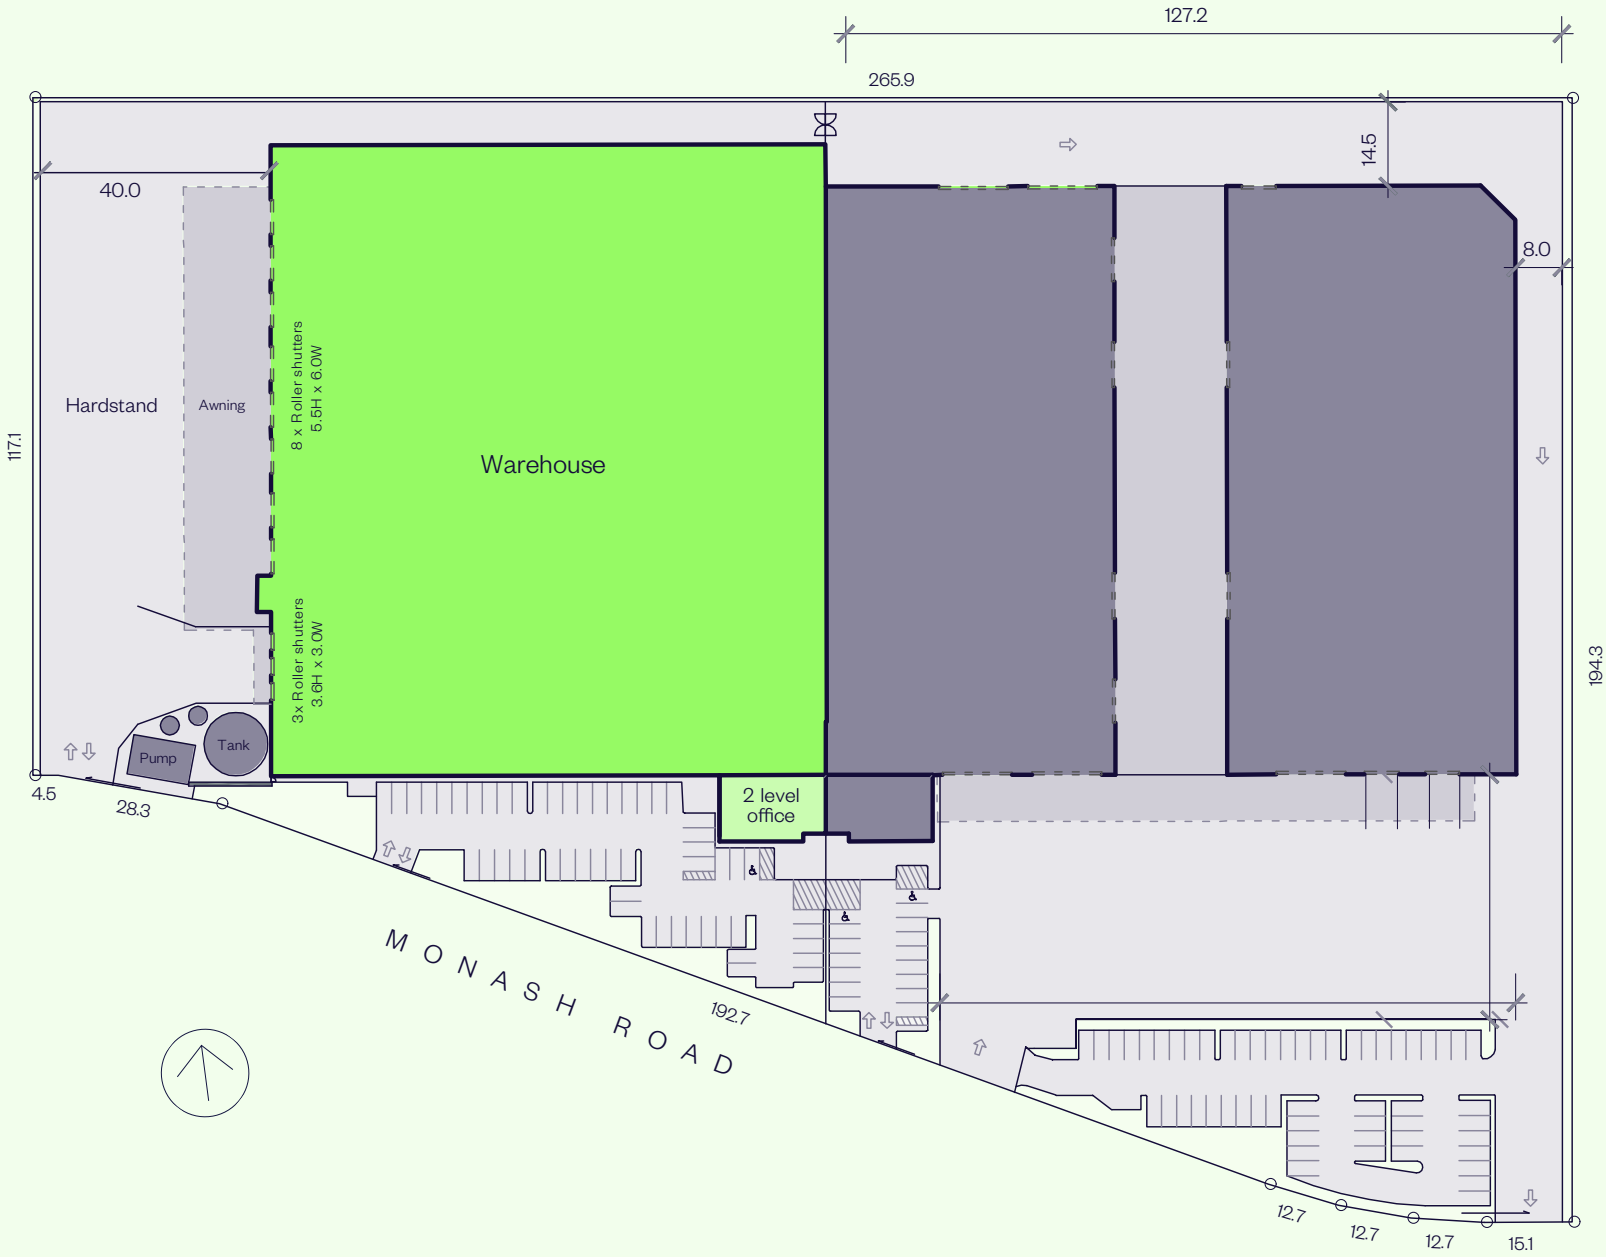 127.2
265.9
14.5
40.0
8.0
8 x Roller shutters
5.5H x 6.0W
Hardstand
Awning
117.1
Warehouse
3x Roller shutters
3.6H x 3.0W
194.3
Tank
Pump
4.5
28.3
2 level
office
MONASH ROAD
192.7
12.7
12.7
12.7
15.1